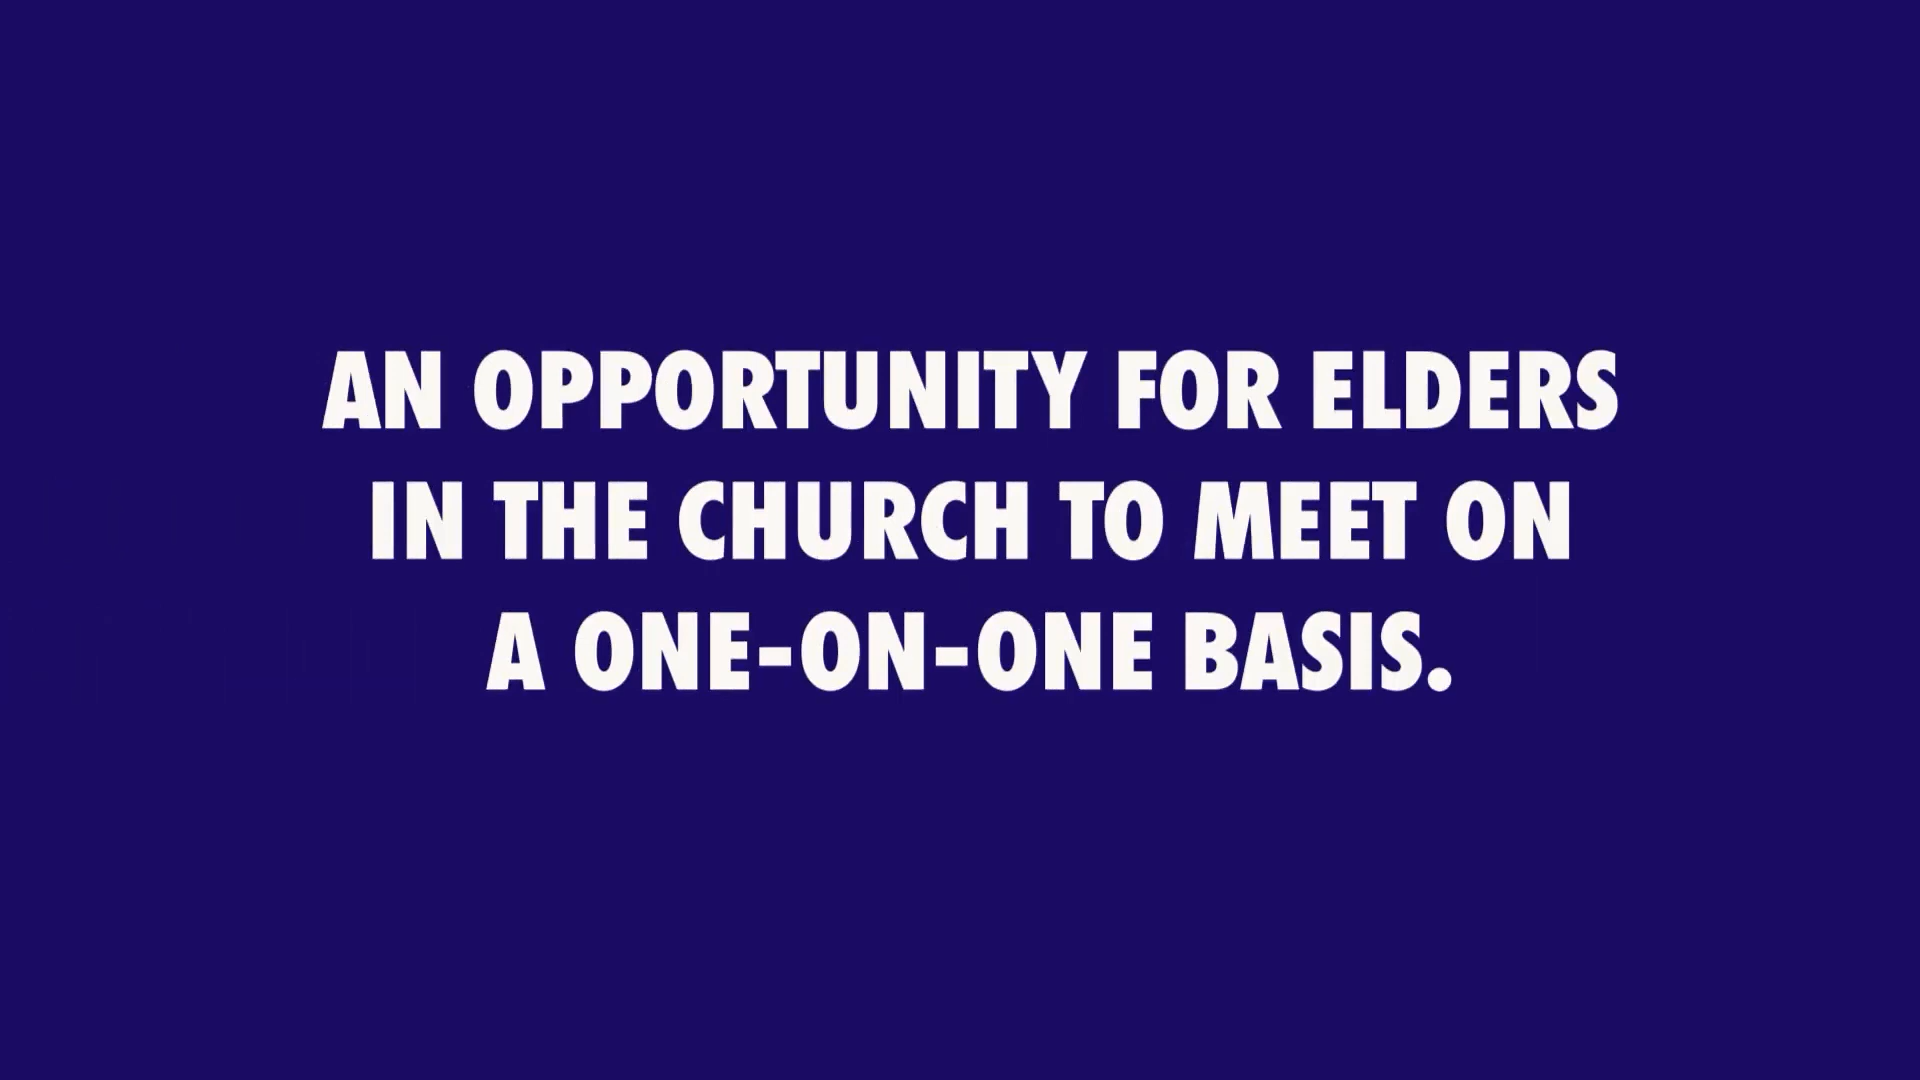 AN OPPORTUNITY FOR ELDERS
IN THE CHURCH TO MEET ON
A ONE-ON-ONE BASIS.